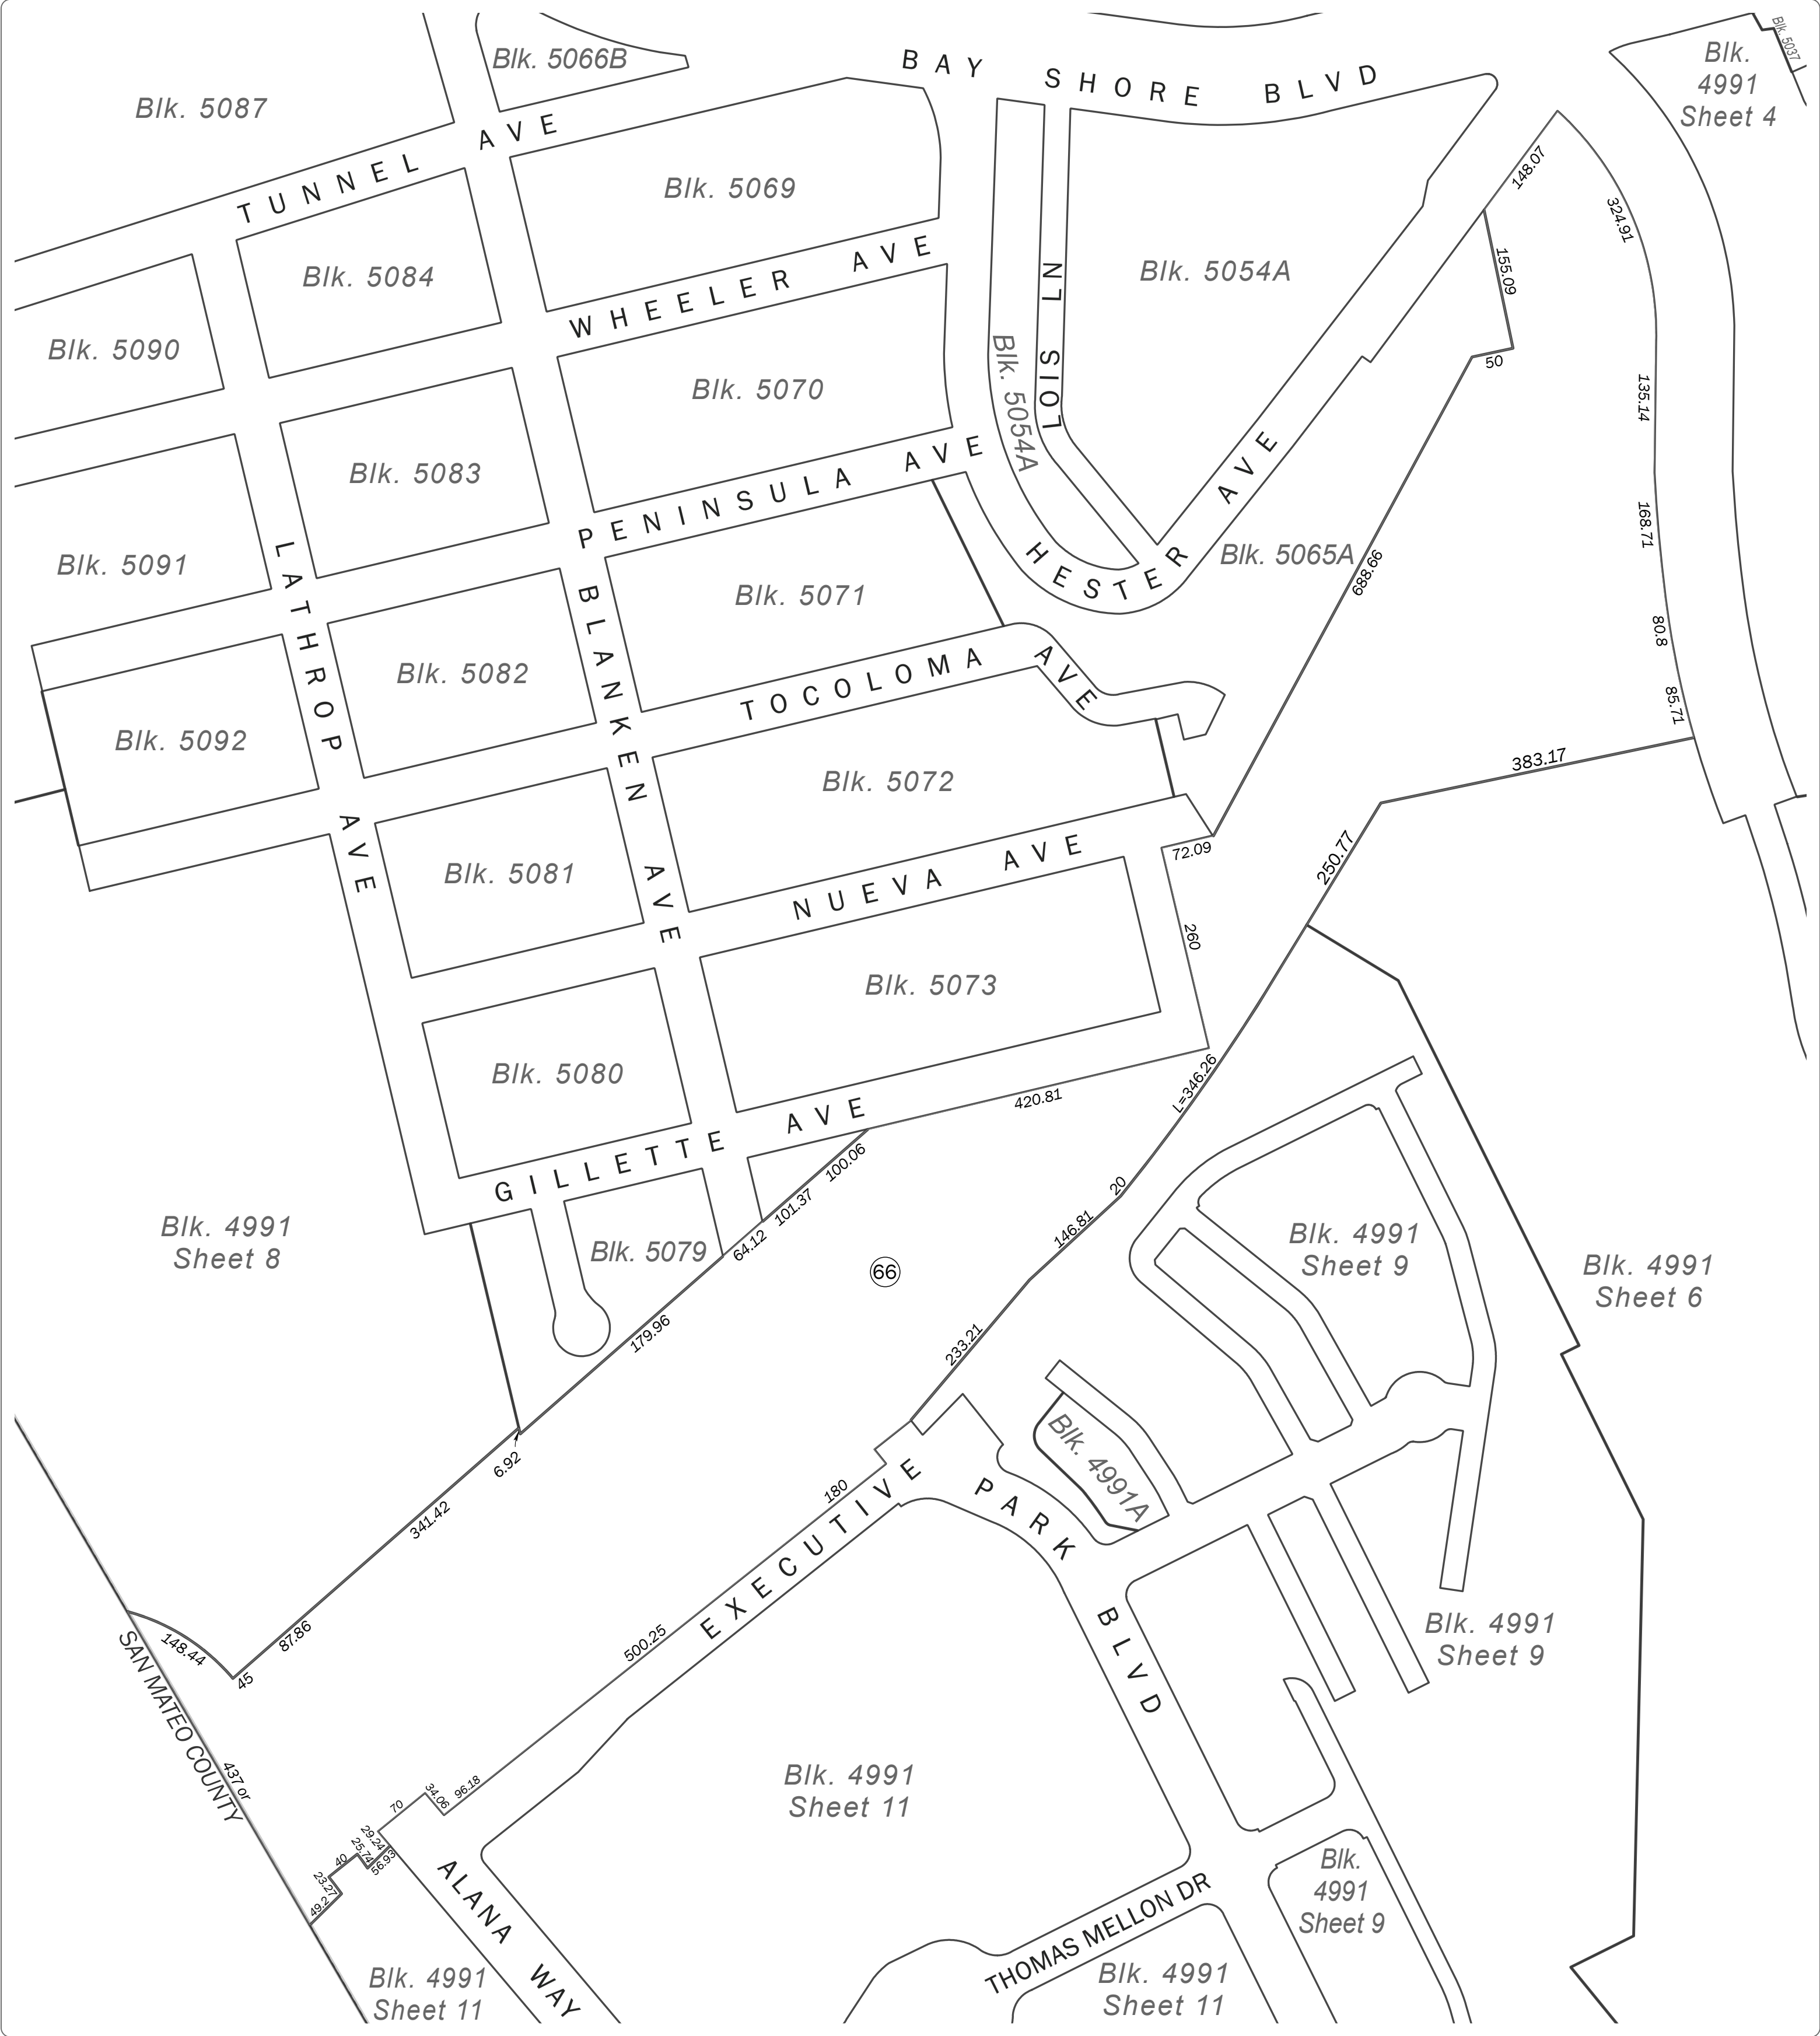 Blk. 5066B
BAY SHORE BLVD
Blk.
4991
Sheet 4
Blk. 5037
Blk. 5087
TUNNEL AVE
Blk. 5069
148.07
324.91
Blk. 5084
WHEELER AVE
LOIS LN
Blk. 5054A
155.09
Blk. 5090
Blk. 5070
Blk. 5054A
50
135.14
Blk. 5083
PENINSULA AVE
HESTER AVE
168.71
Blk. 5091
LATHROP AVE
BLANKEN AVE
Blk. 5071
Blk. 5065A
688.66
80.8
Blk. 5082
TOCOLOMA AVE
85.71
Blk. 5092
Blk. 5072
383.17
Blk. 5081
NUEVA AVE
72.09
250.77
260
Blk. 5073
Blk. 5080
L=346.26
420.81
GILLETTE AVE
100.06
101.37
64.12
20
146.81
Blk. 4991
Sheet 8
Blk. 5079
66
Blk. 4991
Sheet 9
Blk. 4991
Sheet 6
179.96
233.21
Blk. 4991A
6.92
341.42
180
EXECUTIVE PARK BLVD
500.25
87.86
148.44
45
Blk. 4991
Sheet 9
SAN MATEO COUNTY
437 or
Blk. 4991
Sheet 11
96.18
34.06
70
29.24
25.74
56.93
40
23.27
49.2
ALANA WAY
Blk.
4991
Sheet 9
THOMAS MELLON DR
Blk. 4991
Sheet 11
Blk. 4991
Sheet 11